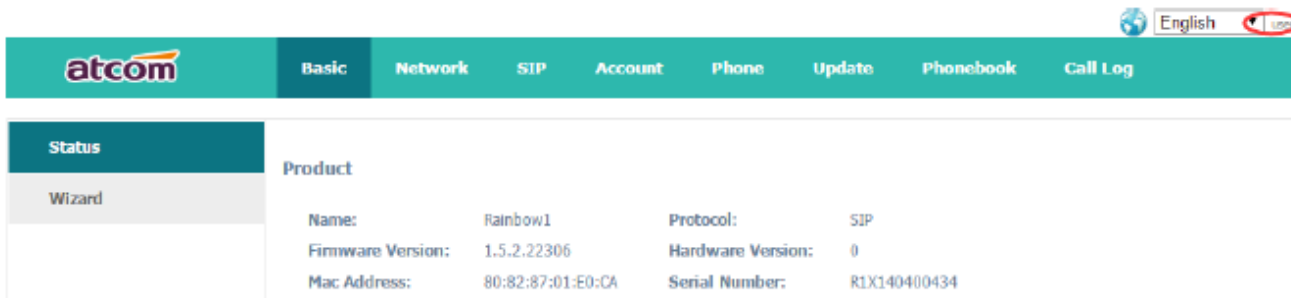 English
atcom Basic Network SIP Account Phone Update Phonebook Call Log
Status
Product
Wizard
Name: Rainbow1 Protocol: SIP
Firmware Version: 1.5.2.22306 Hardware Version: 0
Mac Address: 80:82:87:01:E0:CA Serial Number: R1X140400434